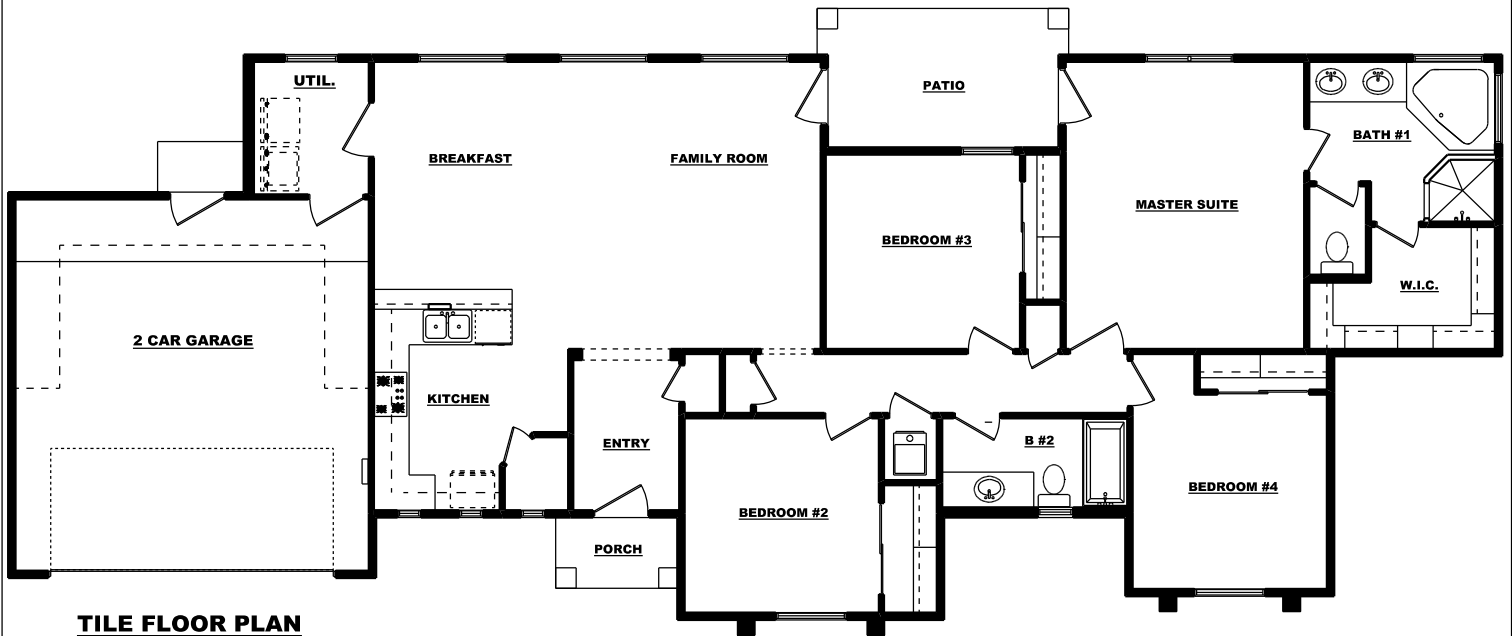 UTIL.
PATIO
BATH #1
BREAKFAST
FAMILY ROOM
MASTER SUITE
BEDROOM #3
W.I.C.
2 CAR GARAGE
KITCHEN
ENTRY
B #2
BEDROOM #4
BEDROOM #2
PORCH
TILE FLOOR PLAN